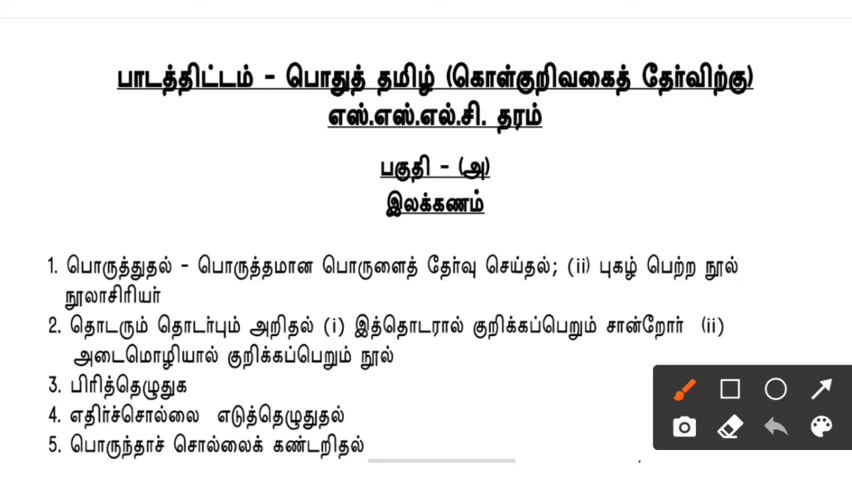 பாடத்திட்டம் - பொதுத் தமிழ் (கொள்குறிவகைத் தேர்விற்கு)
எஸ்.எஸ்.எல்.சி. தரம்
பகுதி - (அ)
இலக்கணம்
1. பொருத்துதல் - பொருத்தமான பொருளைத் தேர்வு செய்தல்; (ii) புகழ் பெற்ற நூல்
நூலாசிரியர்
2. தொடரும் தொடர்பும் அறிதல் (i) இத்தொடரால் குறிக்கப்பெறும் சான்றோர் (ii)
அடைமொழியால் குறிக்கப்பெறும் நூல்
3. பிரித்தெழுதுக
4. எதிர்ச்சொல்லை எடுத்தெழுதுதல்
5. பொருந்தாச் சொல்லைக் கண்டறிதல்